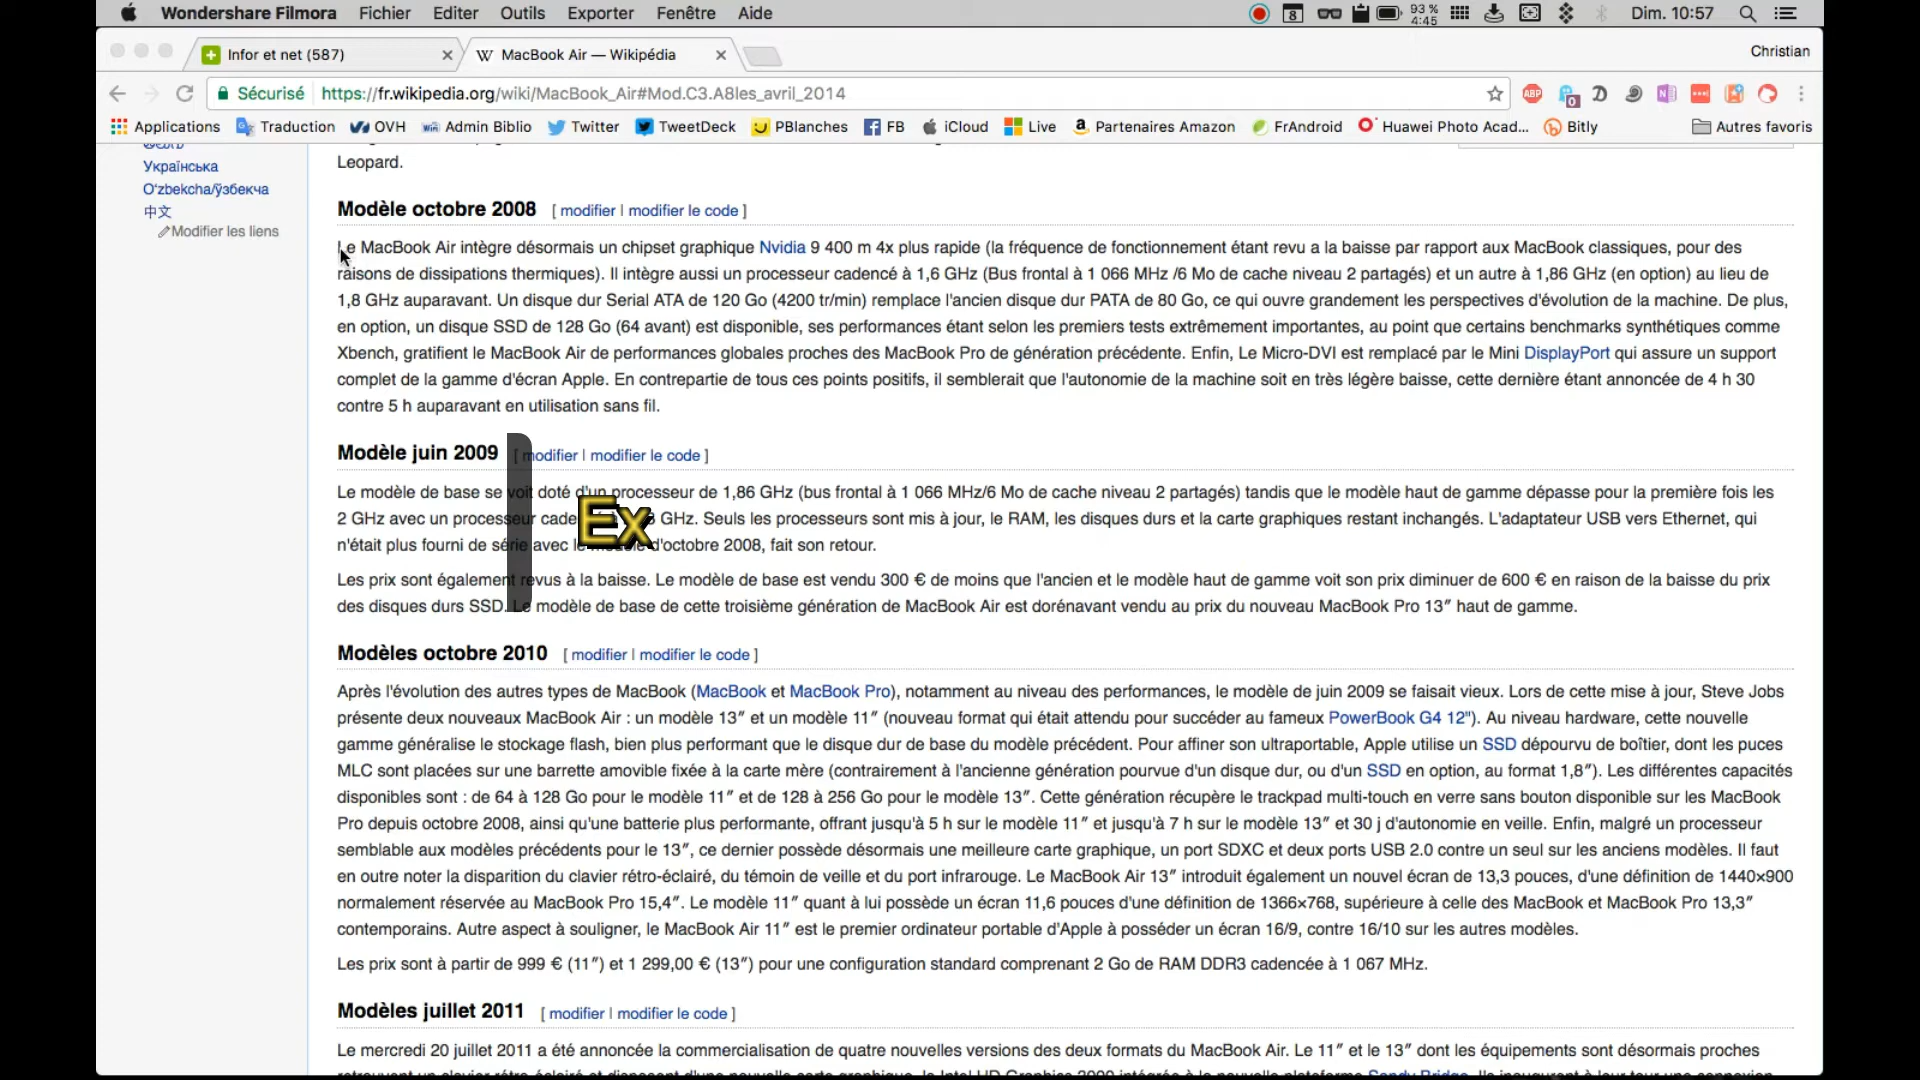 Wondershare Filmora Fichier Editer Outils Exporter Fenêtre Aide 8 93 % 4:45 Dim. 10:57
Infor et net (587) MacBook Air — Wikipédia Christian
Sécurisé https://fr.wikipedia.org/wiki/MacBook_Air#Mod.C3.A8les_avril_2014 ABP 0
Applications Traduction OVH Admin Biblio Twitter TweetDeck PBlanches FB iCloud Live Partenaires Amazon FrAndroid Huawei Photo Acad... Bitly Autres favoris
Українська
Oʻzbekcha/ўзбекча
中文
Modifier les liens
Leopard.
Modèle octobre 2008 [ modifier | modifier le code ]
Le MacBook Air intègre désormais un chipset graphique Nvidia 9 400 m 4x plus rapide (la fréquence de fonctionnement étant revu a la baisse par rapport aux MacBook classiques, pour des
raisons de dissipations thermiques). Il intègre aussi un processeur cadencé à 1,6 GHz (Bus frontal à 1 066 MHz /6 Mo de cache niveau 2 partagés) et un autre à 1,86 GHz (en option) au lieu de
1,8 GHz auparavant. Un disque dur Serial ATA de 120 Go (4200 tr/min) remplace l'ancien disque dur PATA de 80 Go, ce qui ouvre grandement les perspectives d'évolution de la machine. De plus,
en option, un disque SSD de 128 Go (64 avant) est disponible, ses performances étant selon les premiers tests extrêmement importantes, au point que certains benchmarks synthétiques comme
Xbench, gratifient le MacBook Air de performances globales proches des MacBook Pro de génération précédente. Enfin, Le Micro-DVI est remplacé par le Mini DisplayPort qui assure un support
complet de la gamme d'écran Apple. En contrepartie de tous ces points positifs, il semblerait que l'autonomie de la machine soit en très légère baisse, cette dernière étant annoncée de 4 h 30
contre 5 h auparavant en utilisation sans fil.
Modèle juin 2009 [ modifier | modifier le code ]
Le modèle de base se voit doté d'un processeur de 1,86 GHz (bus frontal à 1 066 MHz/6 Mo de cache niveau 2 partagés) tandis que le modèle haut de gamme dépasse pour la première fois les
2 GHz avec un processeur GHz. Seuls les processeurs sont mis à jour, le RAM, les disques durs et la carte graphiques restant inchangés. L'adaptateur USB vers Ethernet, qui
Ex
n'était plus fourni de série avec le modèle d'octobre 2008, fait son retour.
Les prix sont également revus à la baisse. Le modèle de base est vendu 300 € de moins que l'ancien et le modèle haut de gamme voit son prix diminuer de 600 € en raison de la baisse du prix
des disques durs SSD. Le modèle de base de cette troisième génération de MacBook Air est dorénavant vendu au prix du nouveau MacBook Pro 13″ haut de gamme.
Modèles octobre 2010 [ modifier | modifier le code ]
Après l'évolution des autres types de MacBook (MacBook et MacBook Pro), notamment au niveau des performances, le modèle de juin 2009 se faisait vieux. Lors de cette mise à jour, Steve Jobs
présente deux nouveaux MacBook Air : un modèle 13″ et un modèle 11″ (nouveau format qui était attendu pour succéder au fameux PowerBook G4 12"). Au niveau hardware, cette nouvelle
gamme généralise le stockage flash, bien plus performant que le disque dur de base du modèle précédent. Pour affiner son ultraportable, Apple utilise un SSD dépourvu de boîtier, dont les puces
MLC sont placées sur une barrette amovible fixée à la carte mère (contrairement à l'ancienne génération pourvue d'un disque dur, ou d'un SSD en option, au format 1,8″). Les différentes capacités
disponibles sont : de 64 à 128 Go pour le modèle 11″ et de 128 à 256 Go pour le modèle 13″. Cette génération récupère le trackpad multi-touch en verre sans bouton disponible sur les MacBook
Pro depuis octobre 2008, ainsi qu'une batterie plus performante, offrant jusqu'à 5 h sur le modèle 11″ et jusqu'à 7 h sur le modèle 13″ et 30 j d'autonomie en veille. Enfin, malgré un processeur
semblable aux modèles précédents pour le 13″, ce dernier possède désormais une meilleure carte graphique, un port SDXC et deux ports USB 2.0 contre un seul sur les anciens modèles. Il faut
en outre noter la disparition du clavier rétro-éclairé, du témoin de veille et du port infrarouge. Le MacBook Air 13″ introduit également un nouvel écran de 13,3 pouces, d'une définition de 1440×900
normalement réservée au MacBook Pro 15,4″. Le modèle 11″ quant à lui possède un écran 11,6 pouces d'une définition de 1366×768, supérieure à celle des MacBook et MacBook Pro 13,3″
contemporains. Autre aspect à souligner, le MacBook Air 11″ est le premier ordinateur portable d'Apple à posséder un écran 16/9, contre 16/10 sur les autres modèles.
Les prix sont à partir de 999 € (11″) et 1 299,00 € (13″) pour une configuration standard comprenant 2 Go de RAM DDR3 cadencée à 1 067 MHz.
Modèles juillet 2011 [ modifier | modifier le code ]
Le mercredi 20 juillet 2011 a été annoncée la commercialisation de quatre nouvelles versions des deux formats du MacBook Air. Le 11″ et le 13″ dont les équipements sont désormais proches